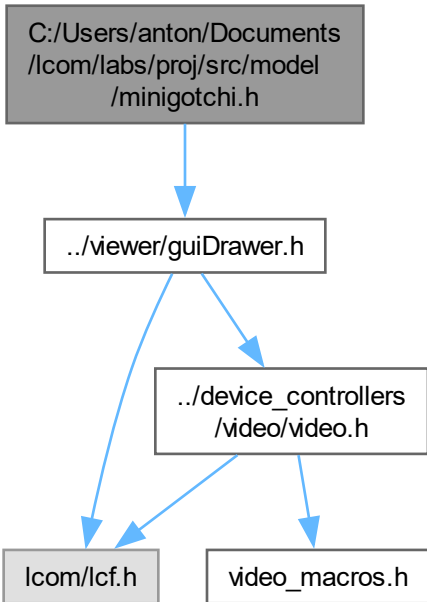 C:/Users/anton/Documents
/lcom/labs/proj/src/model
/minigotchi.h
../viewer/guiDrawer.h
../device_controllers
/video/video.h
lcom/lcf.h
video_macros.h